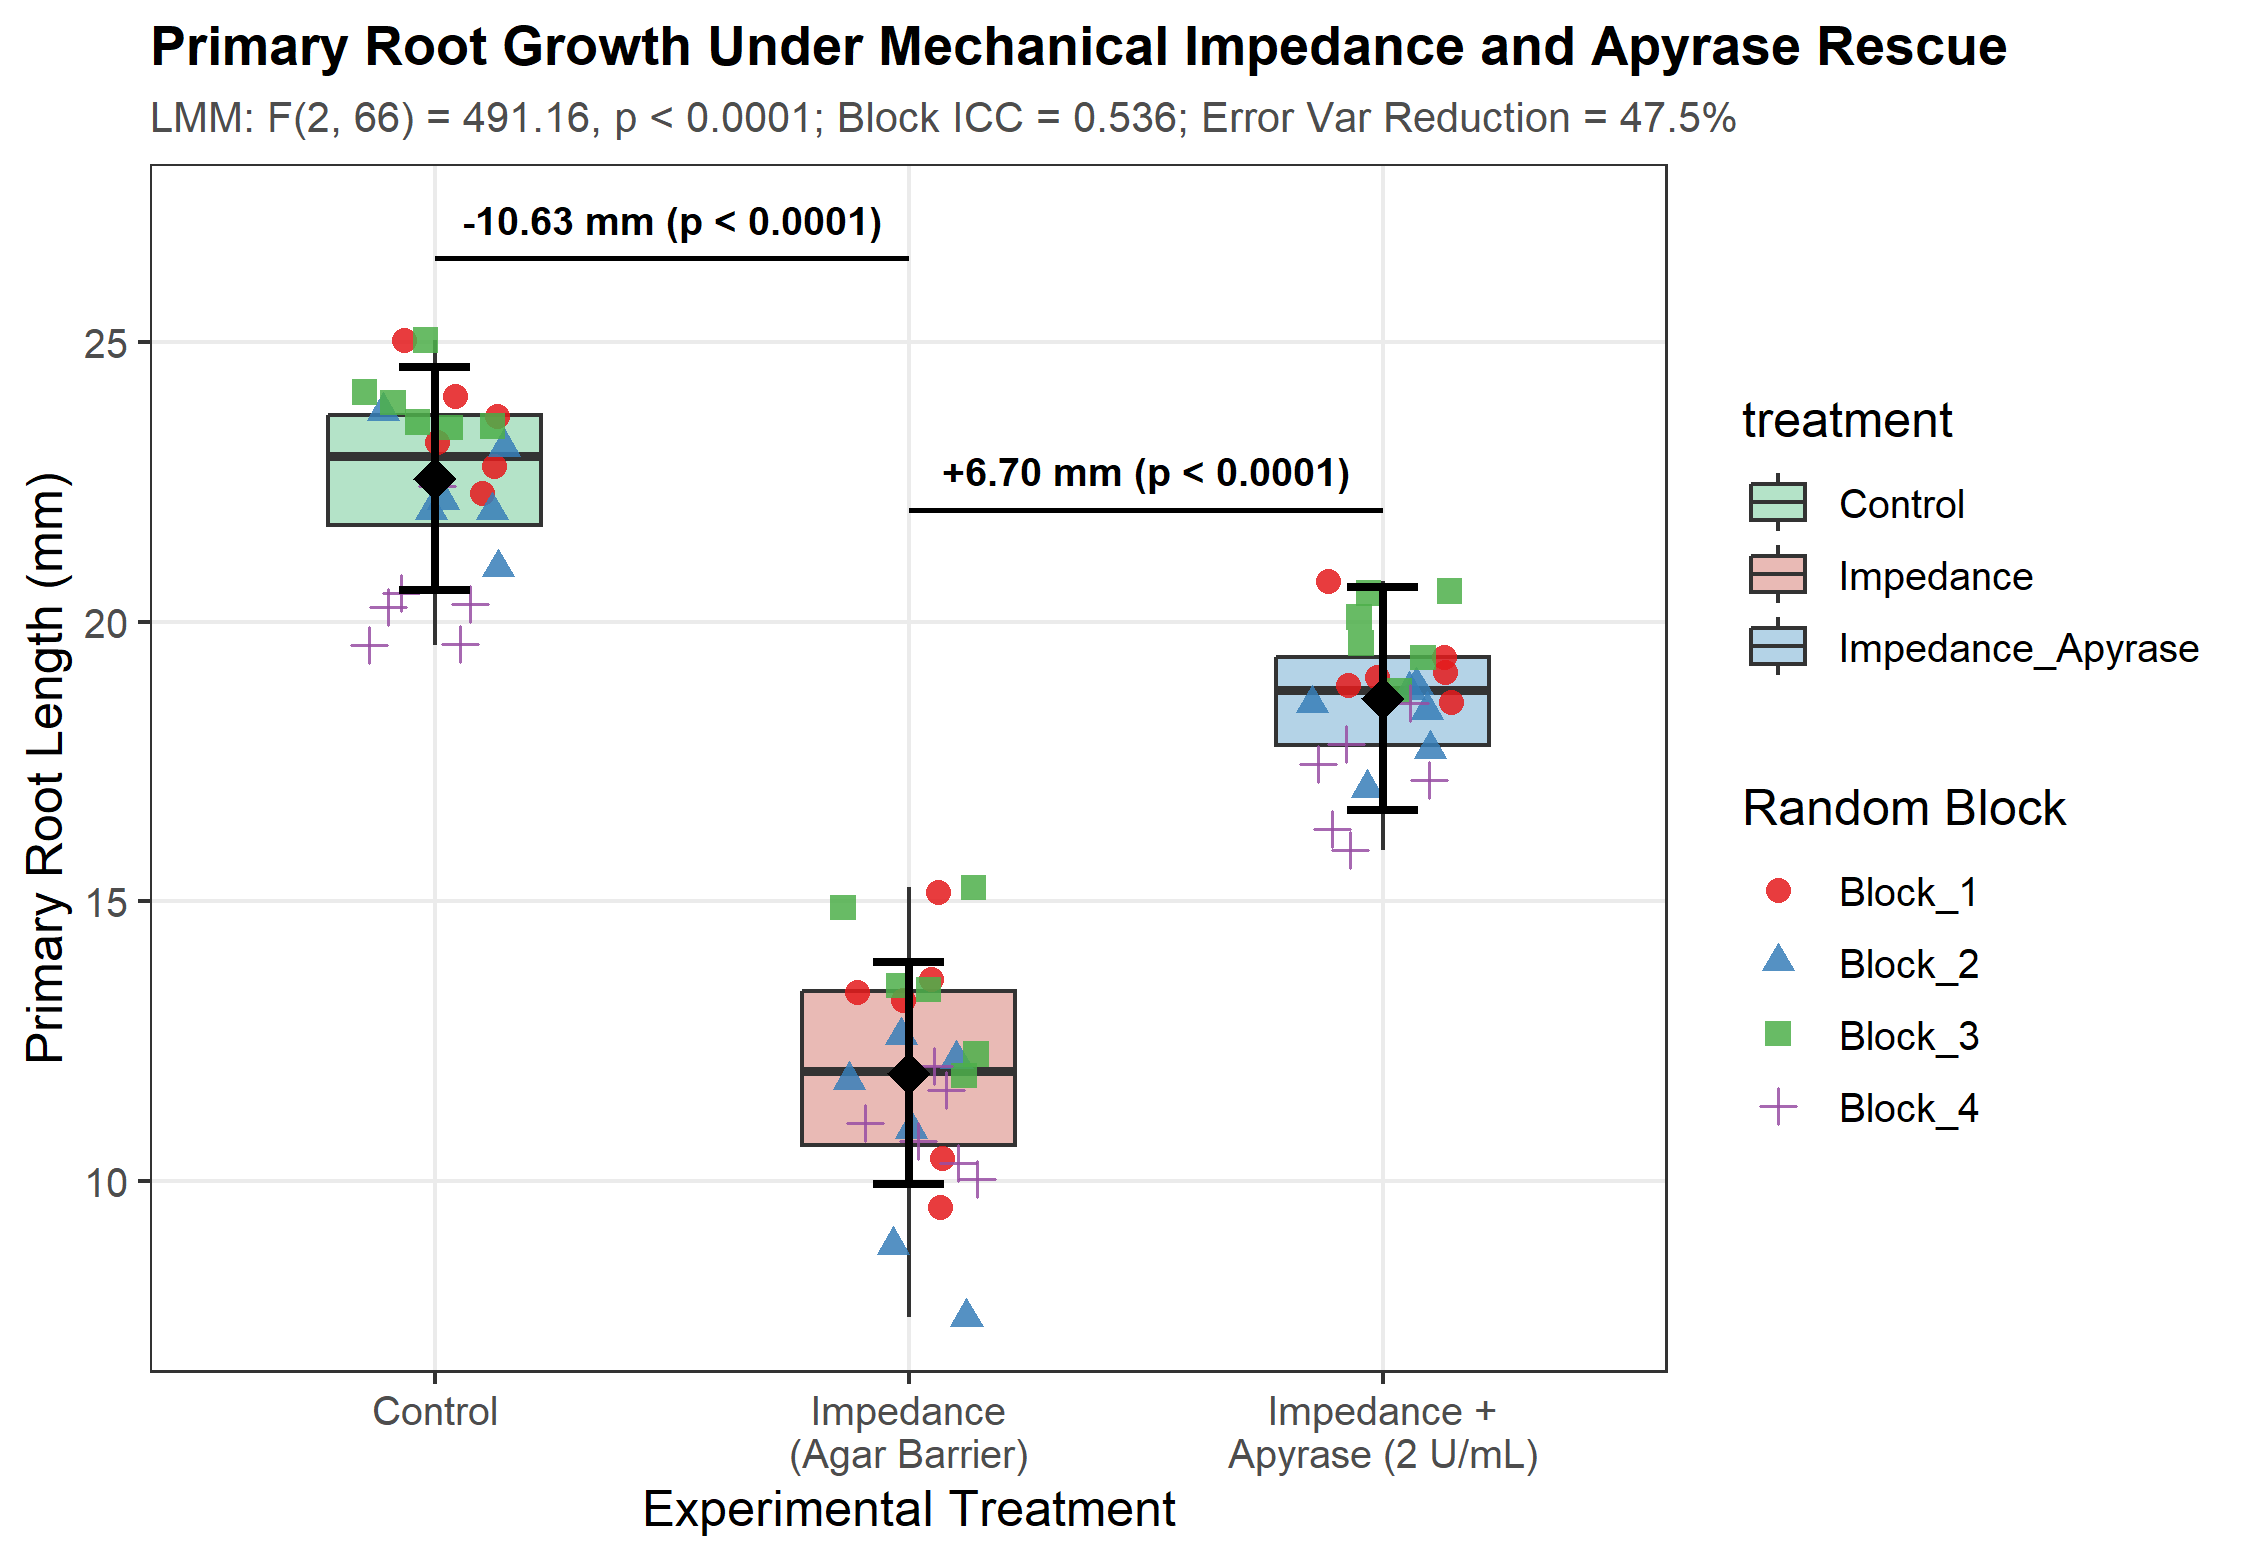 Primary Root Growth Under Mechanical Impedance and Apyrase Rescue
LMM: F(2, 66) = 491.16, p < 0.0001; Block ICC = 0.536; Error Var Reduction = 47.5%
-10.63 mm (p < 0.0001)
+6.70 mm (p < 0.0001)
Primary Root Length (mm)
25
20
15
10
Control
Impedance
(Agar Barrier)
Impedance +
Apyrase (2 U/mL)
Experimental Treatment
treatment
Control
Impedance
Impedance_Apyrase
Random Block
Block_1
Block_2
Block_3
Block_4